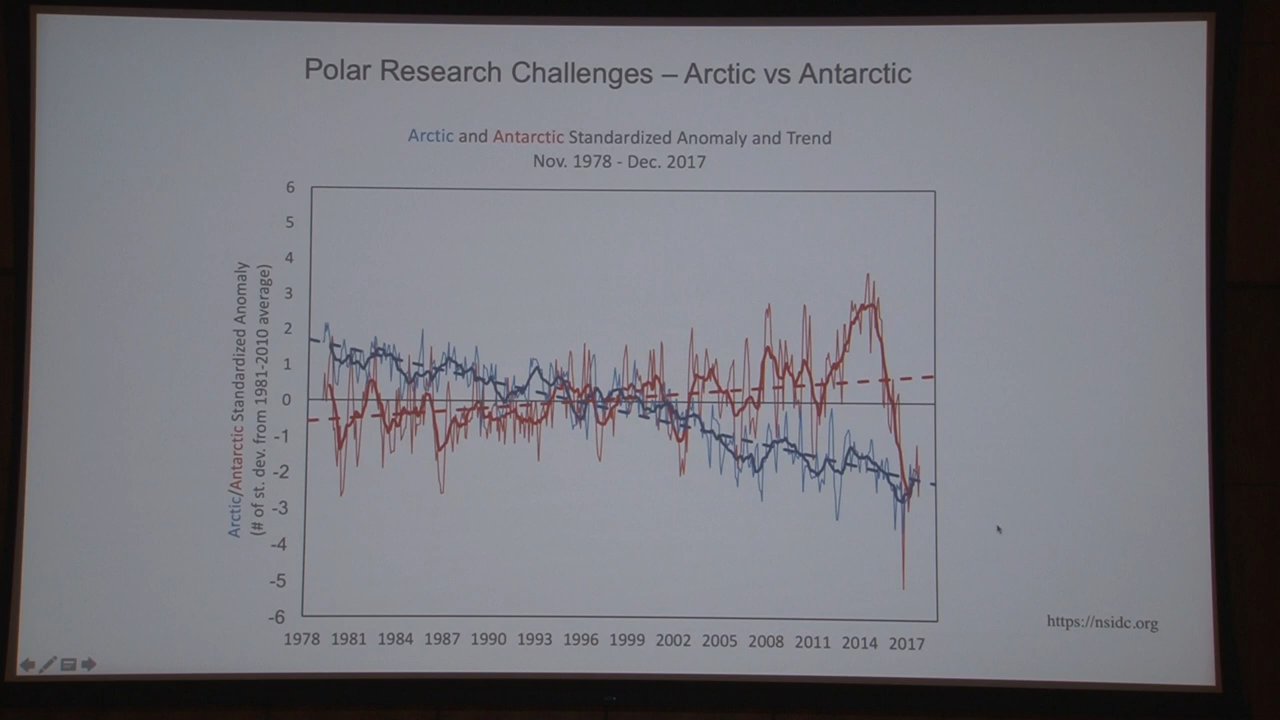 Polar Research Challenges – Arctic vs Antarctic
Arctic and Antarctic Standardized Anomaly and Trend
Nov. 1978 - Dec. 2017
Arctic/Antarctic Standardized Anomaly
(# of st. dev. from 1981-2010 average)
6
5
4
3
2
1
0
-1
-2
-3
-4
-5
-6
1978 1981 1984 1987 1990 1993 1996 1999 2002 2005 2008 2011 2014 2017
https://nsidc.org